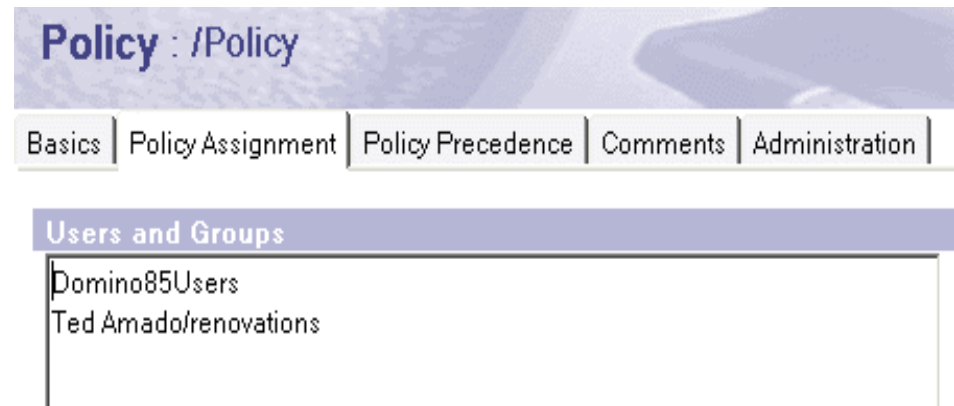 Policy : /Policy
Basics Policy Assignment Policy Precedence Comments Administration
Users and Groups
Domino85Users
Ted Amado/renovations